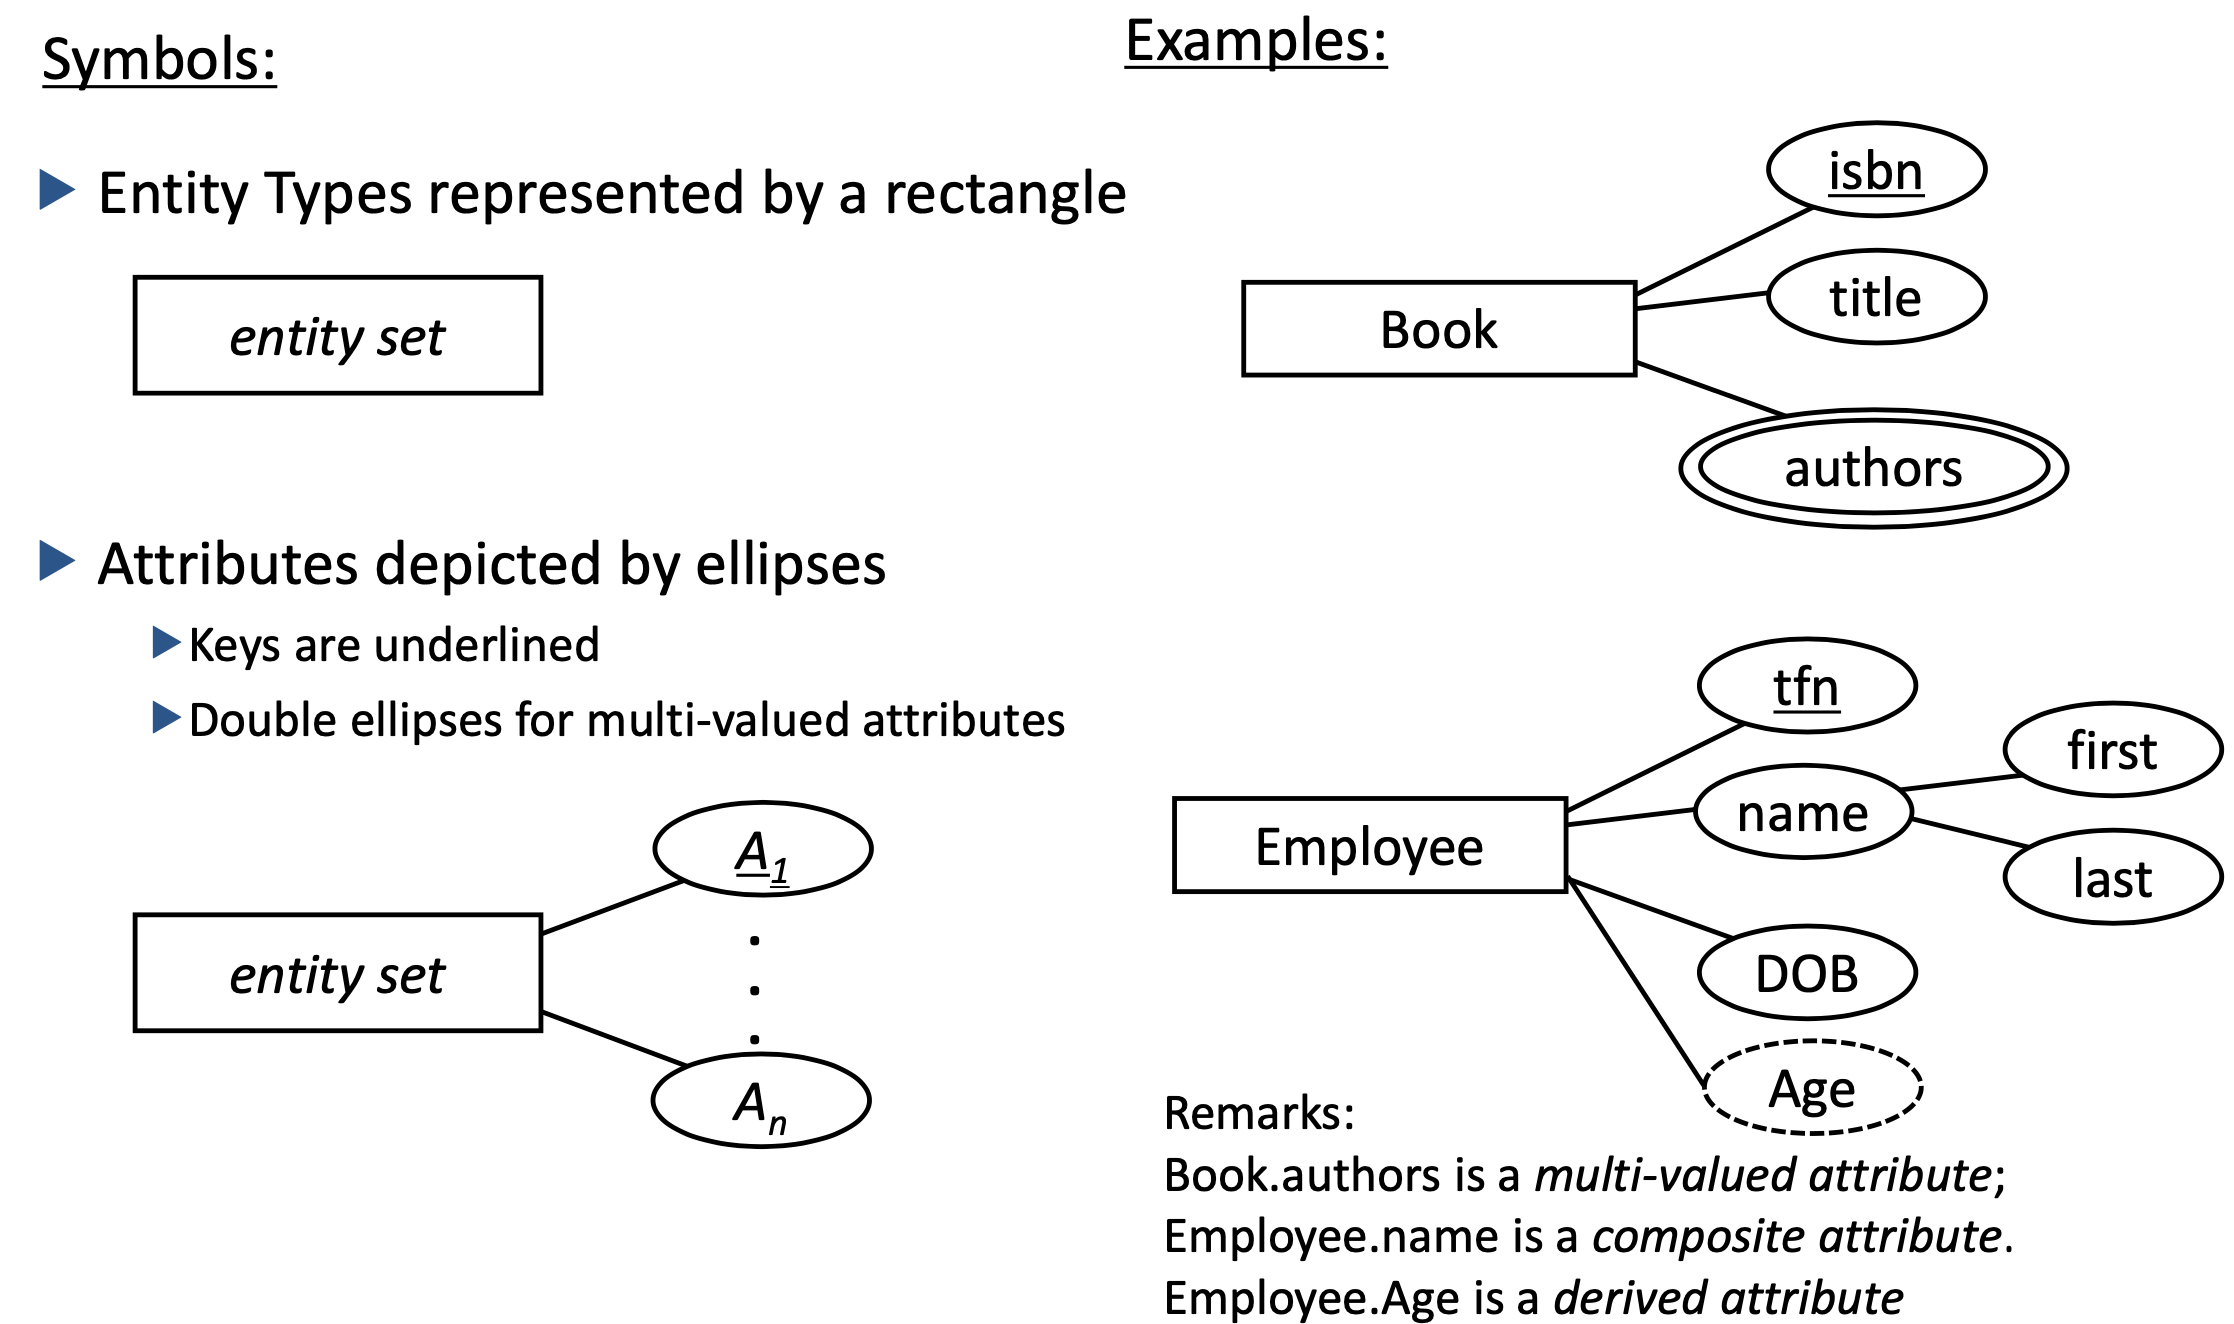 Symbols:
Entity Types represented by a rectangle
entity set
Attributes depicted by ellipses
Keys are underlined
Double ellipses for multi-valued attributes
A1
entity set
An
Examples:
isbn
title
Book
authors
tfn
first
name
Employee
last
DOB
Age
Remarks:
Book.authors is a multi-valued attribute;
Employee.name is a composite attribute.
Employee.Age is a derived attribute